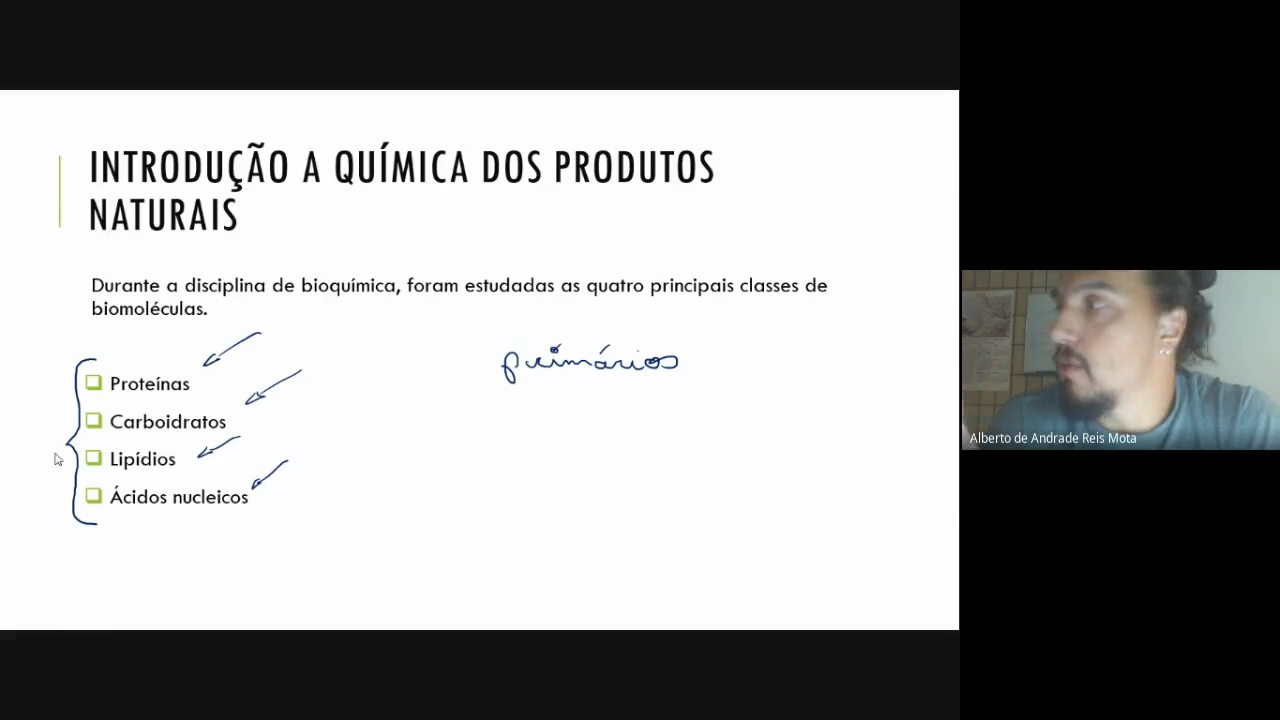 INTRODUÇÃO A QUÍMICA DOS PRODUTOS
NATURAIS
Durante a disciplina de bioquímica, foram estudadas as quatro principais classes de
biomoléculas.
primários
Proteínas
Carboidratos
Lipídios
Ácidos nucleicos
Alberto de Andrade Reis Mota